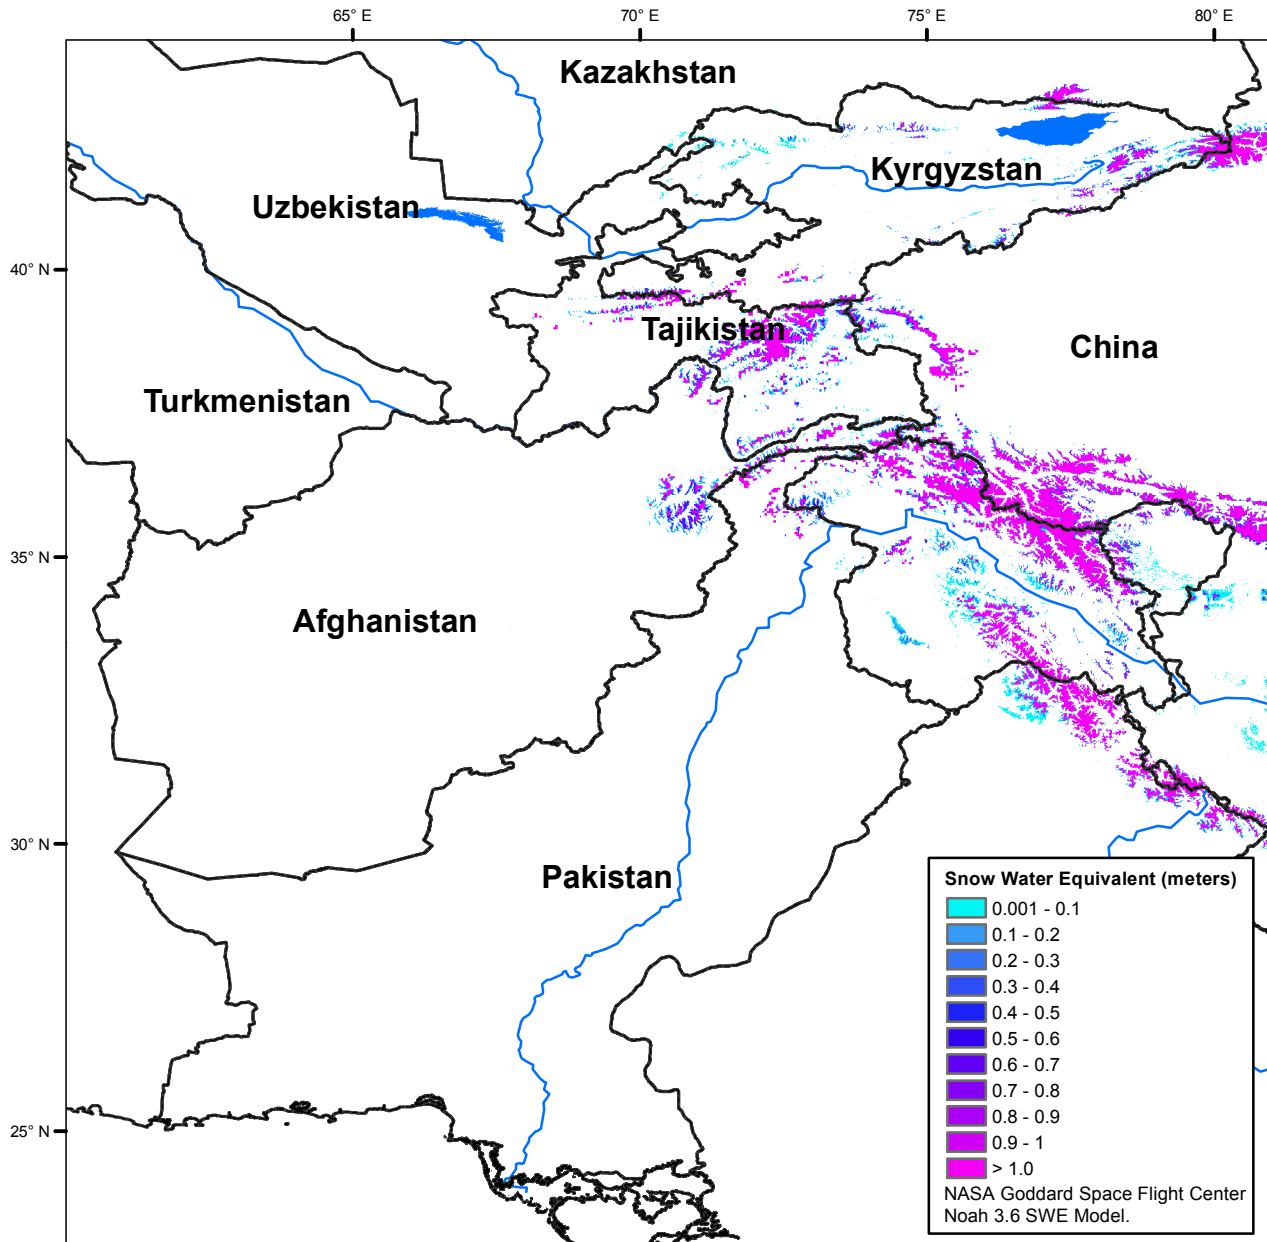 65° E
70° E
75° E
80° E
Kazakhstan
Kyrgyzstan
Uzbekistan
40° N
Tajikistan
China
Turkmenistan
35° N
Afghanistan
30° N
Pakistan
25° N
Snow Water Equivalent (meters)
0.001 - 0.1
0.1 - 0.2
0.2 - 0.3
0.3 - 0.4
0.4 - 0.5
0.5 - 0.6
0.6 - 0.7
0.7 - 0.8
0.8 - 0.9
0.9 - 1
> 1.0
NASA Goddard Space Flight Center
Noah 3.6 SWE Model.